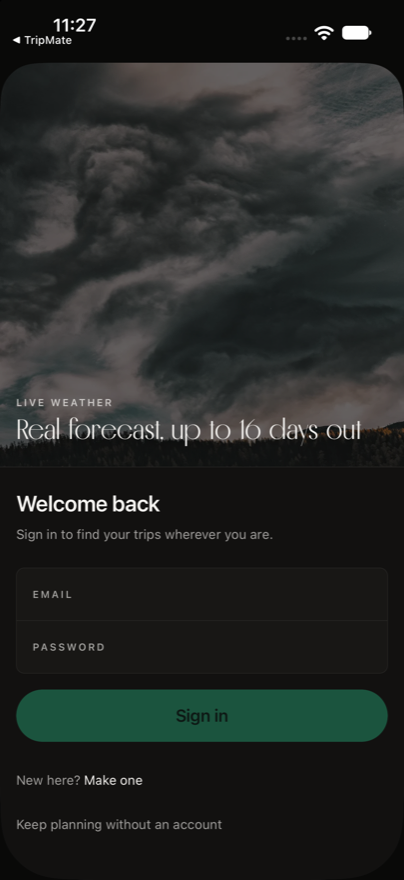 11:27
◀ TripMate
LIVE WEATHER
Real forecast, up to 16 days out
Welcome back
Sign in to find your trips wherever you are.
EMAIL
PASSWORD
Sign in
New here? Make one
Keep planning without an account